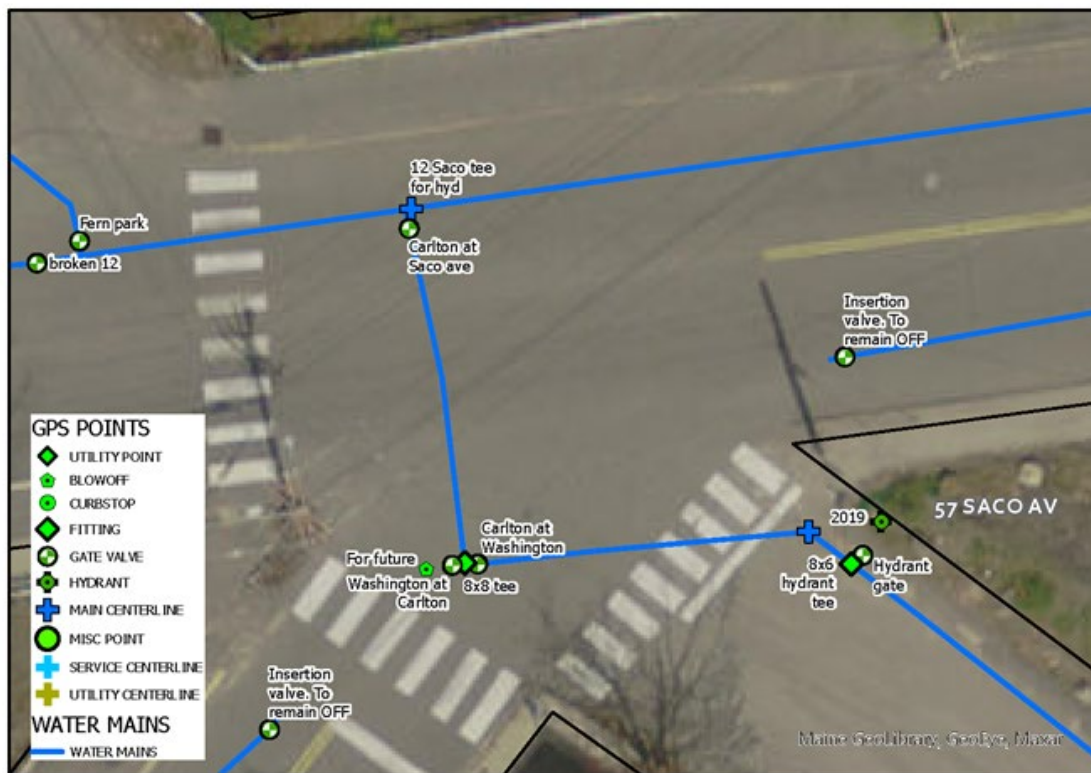 12 Saco tee
for hyd
Fern park
broken 12
Carlton at
Saco ave
Insertion
valve. To
remain OFF
GPS POINTS
UTILITY POINT
BLOWOFF
CURBSTOP
FITTING
GATE VALVE
HYDRANT
MAIN CENTERLINE
MISC POINT
SERVICE CENTERLINE
UTILITY CENTERLINE
WATER MAINS
WATER MAINS
For future
Washington at
Carlton
Carlton at
Washington
8x8 tee
2019
57 SACO AV
8x6
hydrant
tee
Hydrant
gate
Insertion
valve. To
remain OFF
Maine GeoLibrary, GeoEye, Maxar